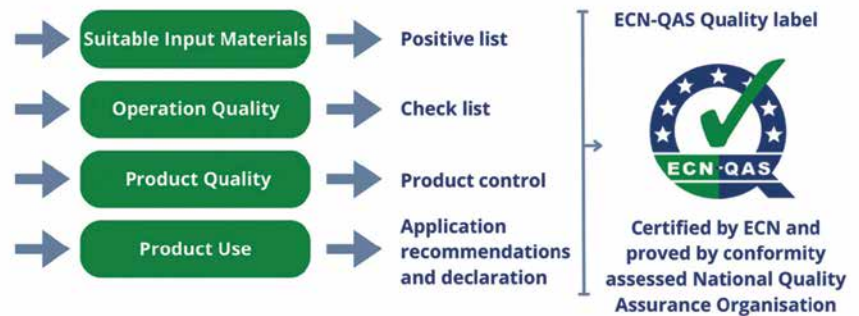 Suitable Input Materials
Positive list
Operation Quality
Check list
Product Quality
Product control
Product Use
Application
recommendations
and declaration
ECN-QAS Quality label
ECN-QAS
Certified by ECN and
proved by conformity
assessed National Quality
Assurance Organisation